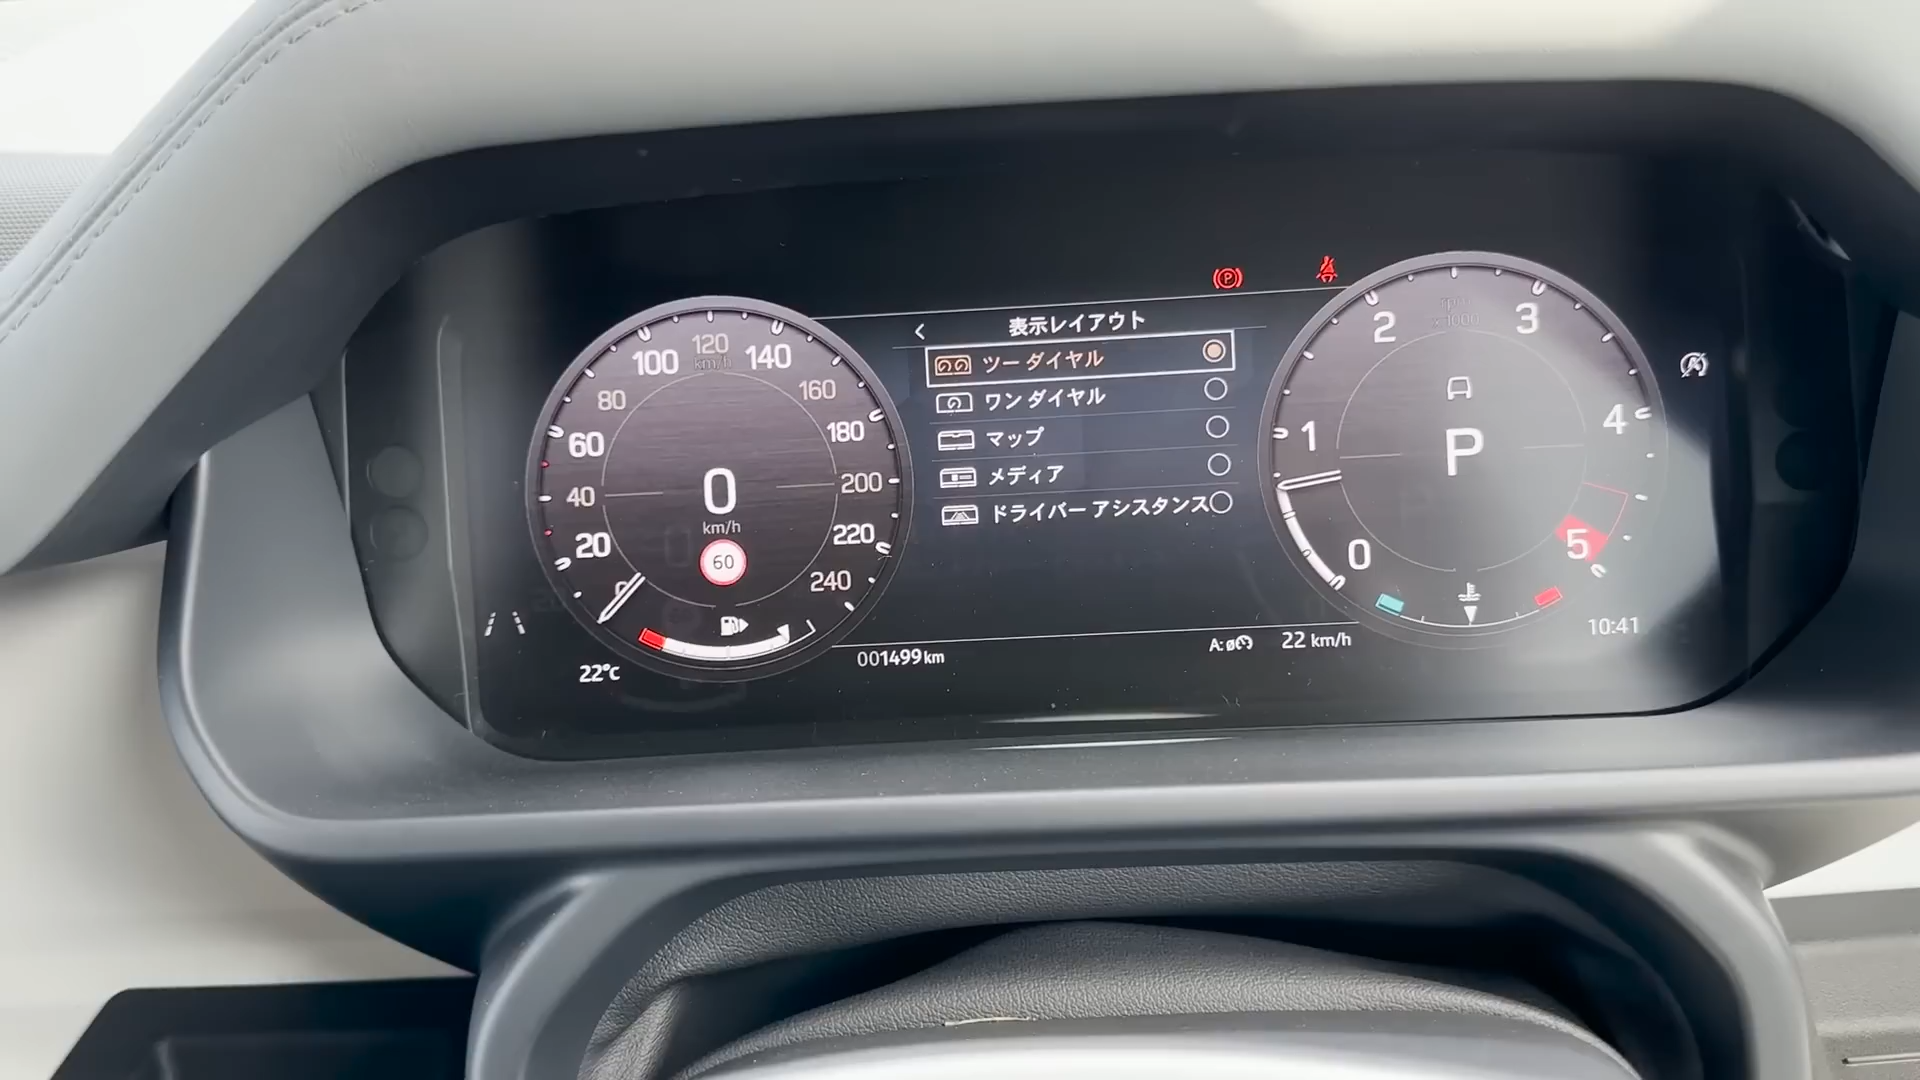 表示レイアウト
ツー ダイヤル
ワン ダイヤル
マップ
メディア
ドライバー アシスタンス
0
20
40
60
80
100
120
km/h
140
160
180
200
220
240
0
km/h
60
22°C
001499km
A:ø
22 km/h
rpm
x 1000
0
1
2
3
4
5
P
10:41